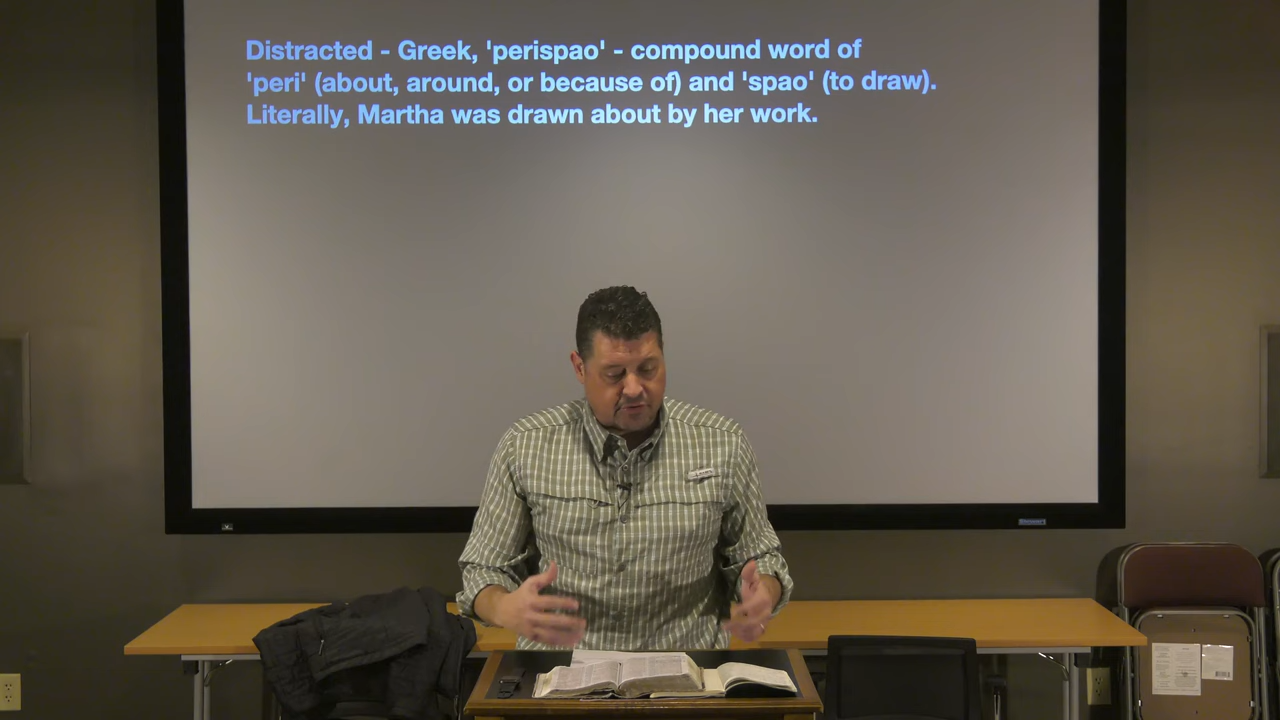 Distracted - Greek, 'perispao' - compound word of
'peri' (about, around, or because of) and 'spao' (to draw).
Literally, Martha was drawn about by her work.